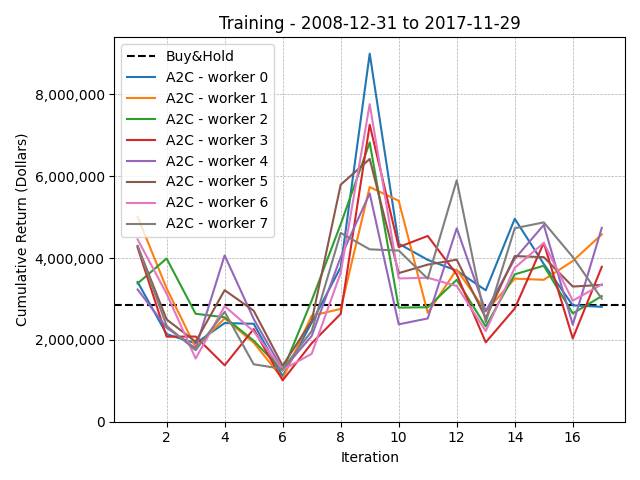 Training - 2008-12-31 to 2017-11-29
Buy&Hold
A2C - worker 0
A2C - worker 1
A2C - worker 2
A2C - worker 3
A2C - worker 4
A2C - worker 5
A2C - worker 6
A2C - worker 7
Cumulative Return (Dollars)
8,000,000
6,000,000
4,000,000
2,000,000
0
2 4 6 8 10 12 14 16
Iteration